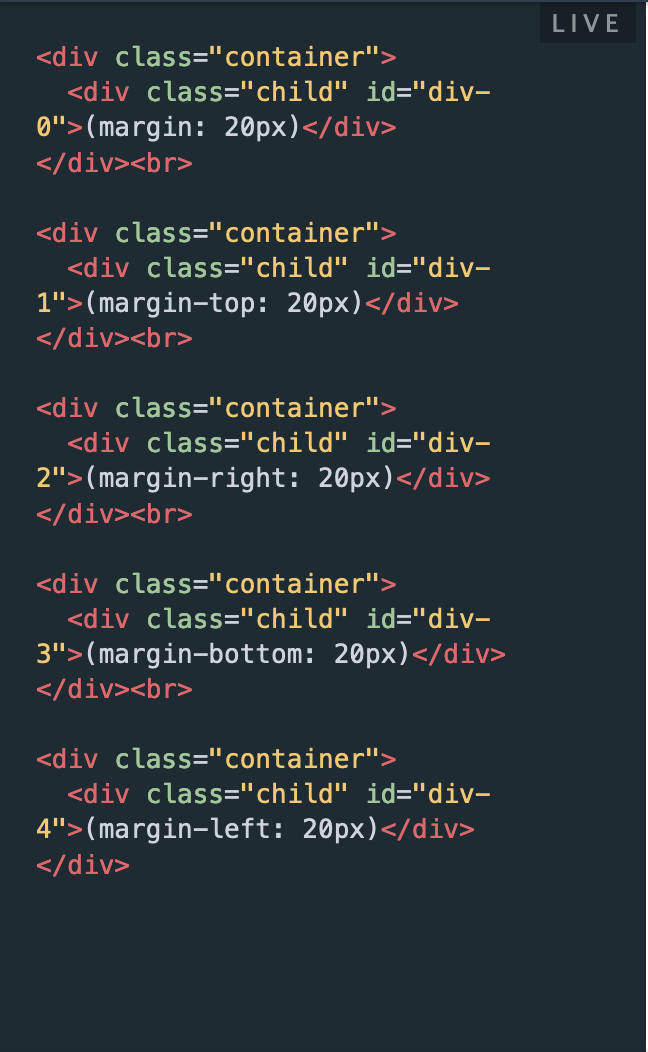 LIVE
<div class="container">
  <div class="child" id="div-
0">(margin: 20px)</div>
</div><br>

<div class="container">
  <div class="child" id="div-
1">(margin-top: 20px)</div>
</div><br>

<div class="container">
  <div class="child" id="div-
2">(margin-right: 20px)</div>
</div><br>

<div class="container">
  <div class="child" id="div-
3">(margin-bottom: 20px)</div>
</div><br>

<div class="container">
  <div class="child" id="div-
4">(margin-left: 20px)</div>
</div>